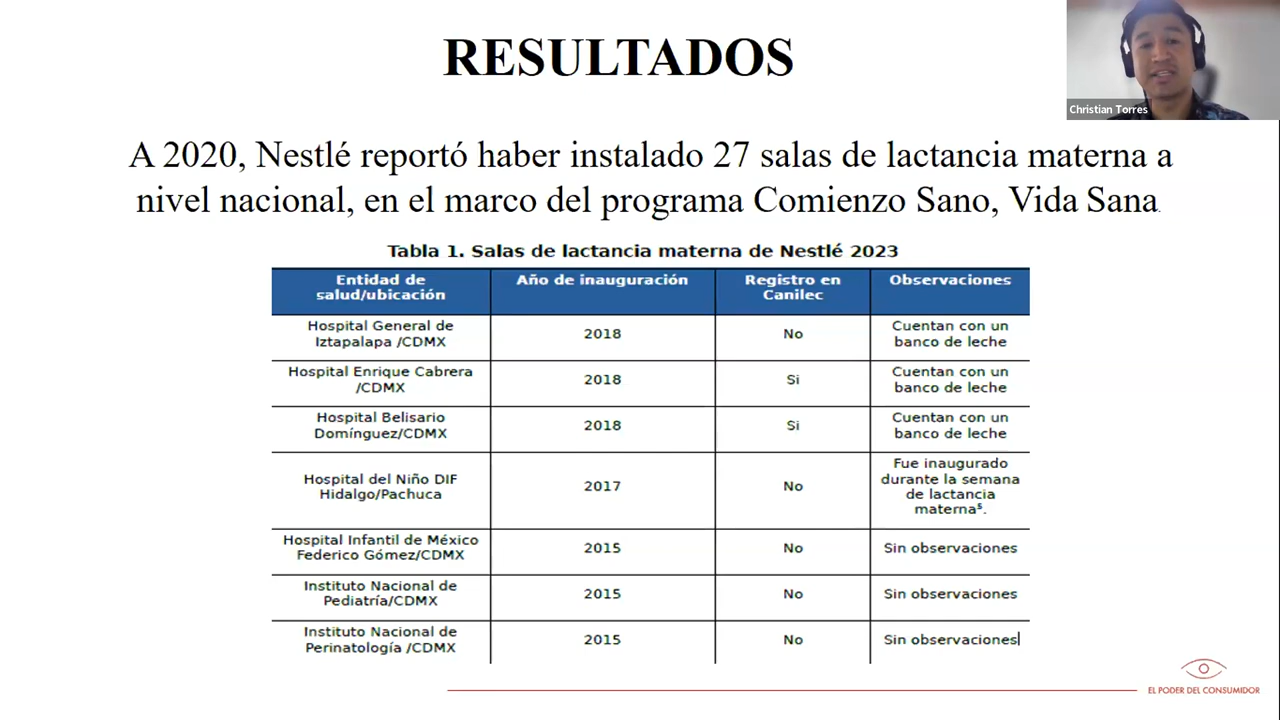 RESULTADOS
Christian Torres
A 2020, Nestlé reportó haber instalado 27 salas de lactancia materna a
nivel nacional, en el marco del programa Comienzo Sano, Vida Sana.
Tabla 1. Salas de lactancia materna de Nestlé 2023
Entidad de
salud/ubicación
Año de inauguración
Registro en
Canilec
Observaciones
Hospital General de
Iztapalapa /CDMX
2018
No
Cuentan con un
banco de leche
Hospital Enrique Cabrera
/CDMX
2018
Si
Cuentan con un
banco de leche
Hospital Belisario
Domínguez/CDMX
2018
Si
Cuentan con un
banco de leche
Hospital del Niño DIF
Hidalgo/Pachuca
2017
No
Fue inaugurado
durante la semana
de lactancia
materna⁵.
Hospital Infantil de México
Federico Gómez/CDMX
2015
No
Sin observaciones
Instituto Nacional de
Pediatría/CDMX
2015
No
Sin observaciones
Instituto Nacional de
Perinatología /CDMX
2015
No
Sin observaciones
EL PODER DEL CONSUMIDOR